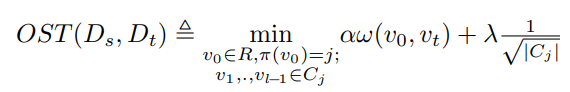 OST(D_s, D_t) ≜ min αω(v_0, v_t) + λ 1/√|C_j|
v_0∈R,π(v_0)=j;
v_1,.,v_{l−1}∈C_j